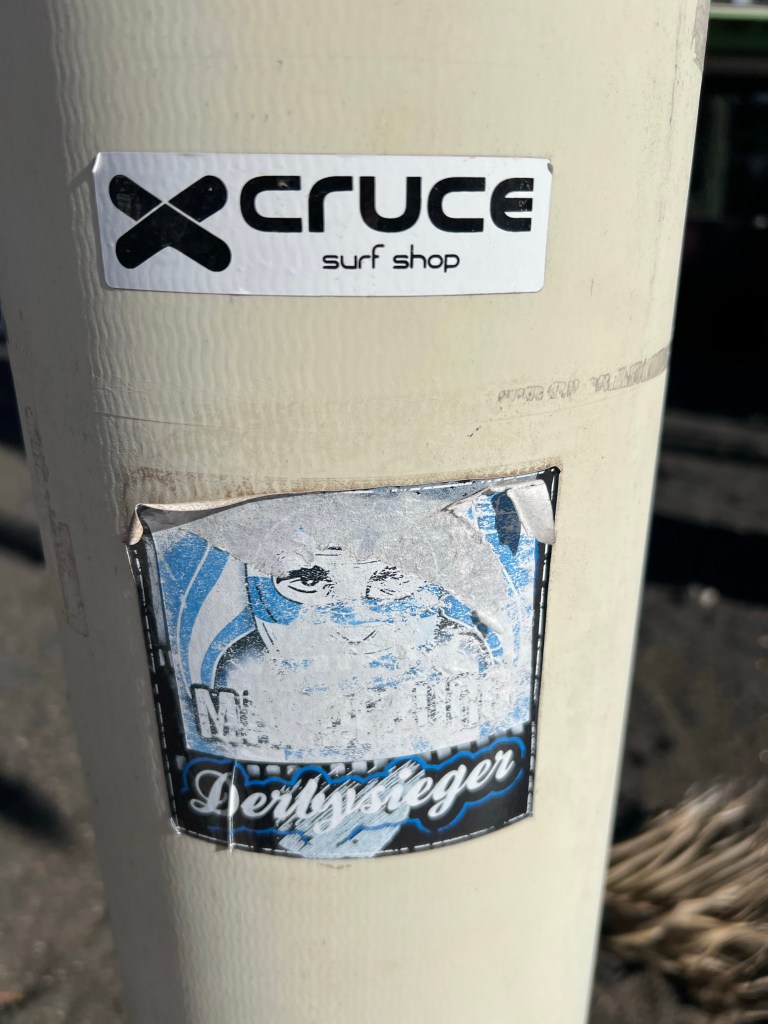 cruce
surf shop
Derbysieger